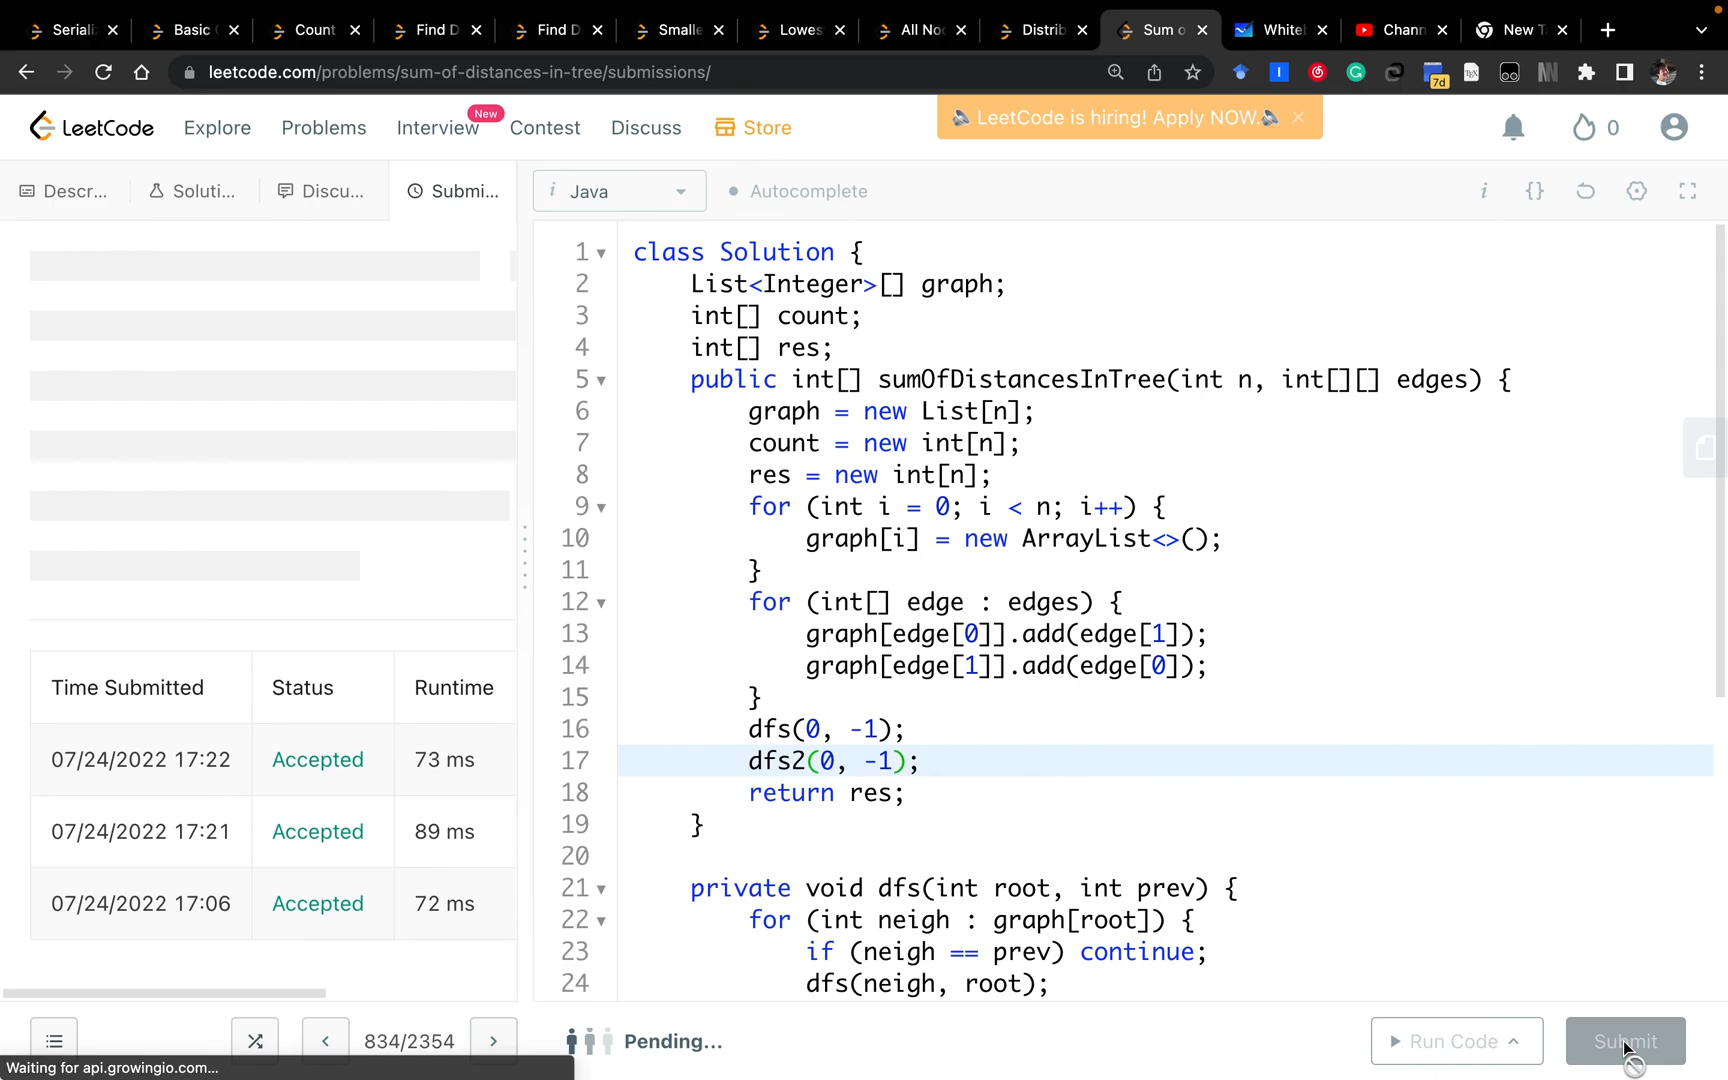 Seriali Basic Count Find D Find D Smalle Lowes All No Distrib Sum o White Chann New T
leetcode.com/problems/sum-of-distances-in-tree/submissions/
7d
LeetCode Explore Problems Interview New Contest Discuss Store
LeetCode is hiring! Apply NOW.
0
Descr... Soluti... Discu... Submi...
i Java Autocomplete
1 class Solution {
2 List<Integer>[] graph;
3 int[] count;
4 int[] res;
5 public int[] sumOfDistancesInTree(int n, int[][] edges) {
6 graph = new List[n];
7 count = new int[n];
8 res = new int[n];
9 for (int i = 0; i < n; i++) {
10 graph[i] = new ArrayList<>();
11 }
12 for (int[] edge : edges) {
13 graph[edge[0]].add(edge[1]);
14 graph[edge[1]].add(edge[0]);
15 }
16 dfs(0, -1);
17 dfs2(0, -1);
18 return res;
19 }
20
21 private void dfs(int root, int prev) {
22 for (int neigh : graph[root]) {
23 if (neigh == prev) continue;
24 dfs(neigh, root);
Time Submitted Status Runtime
07/24/2022 17:22 Accepted 73 ms
07/24/2022 17:21 Accepted 89 ms
07/24/2022 17:06 Accepted 72 ms
834/2354
Pending...
Run Code
Submit
Waiting for api.growingio.com...